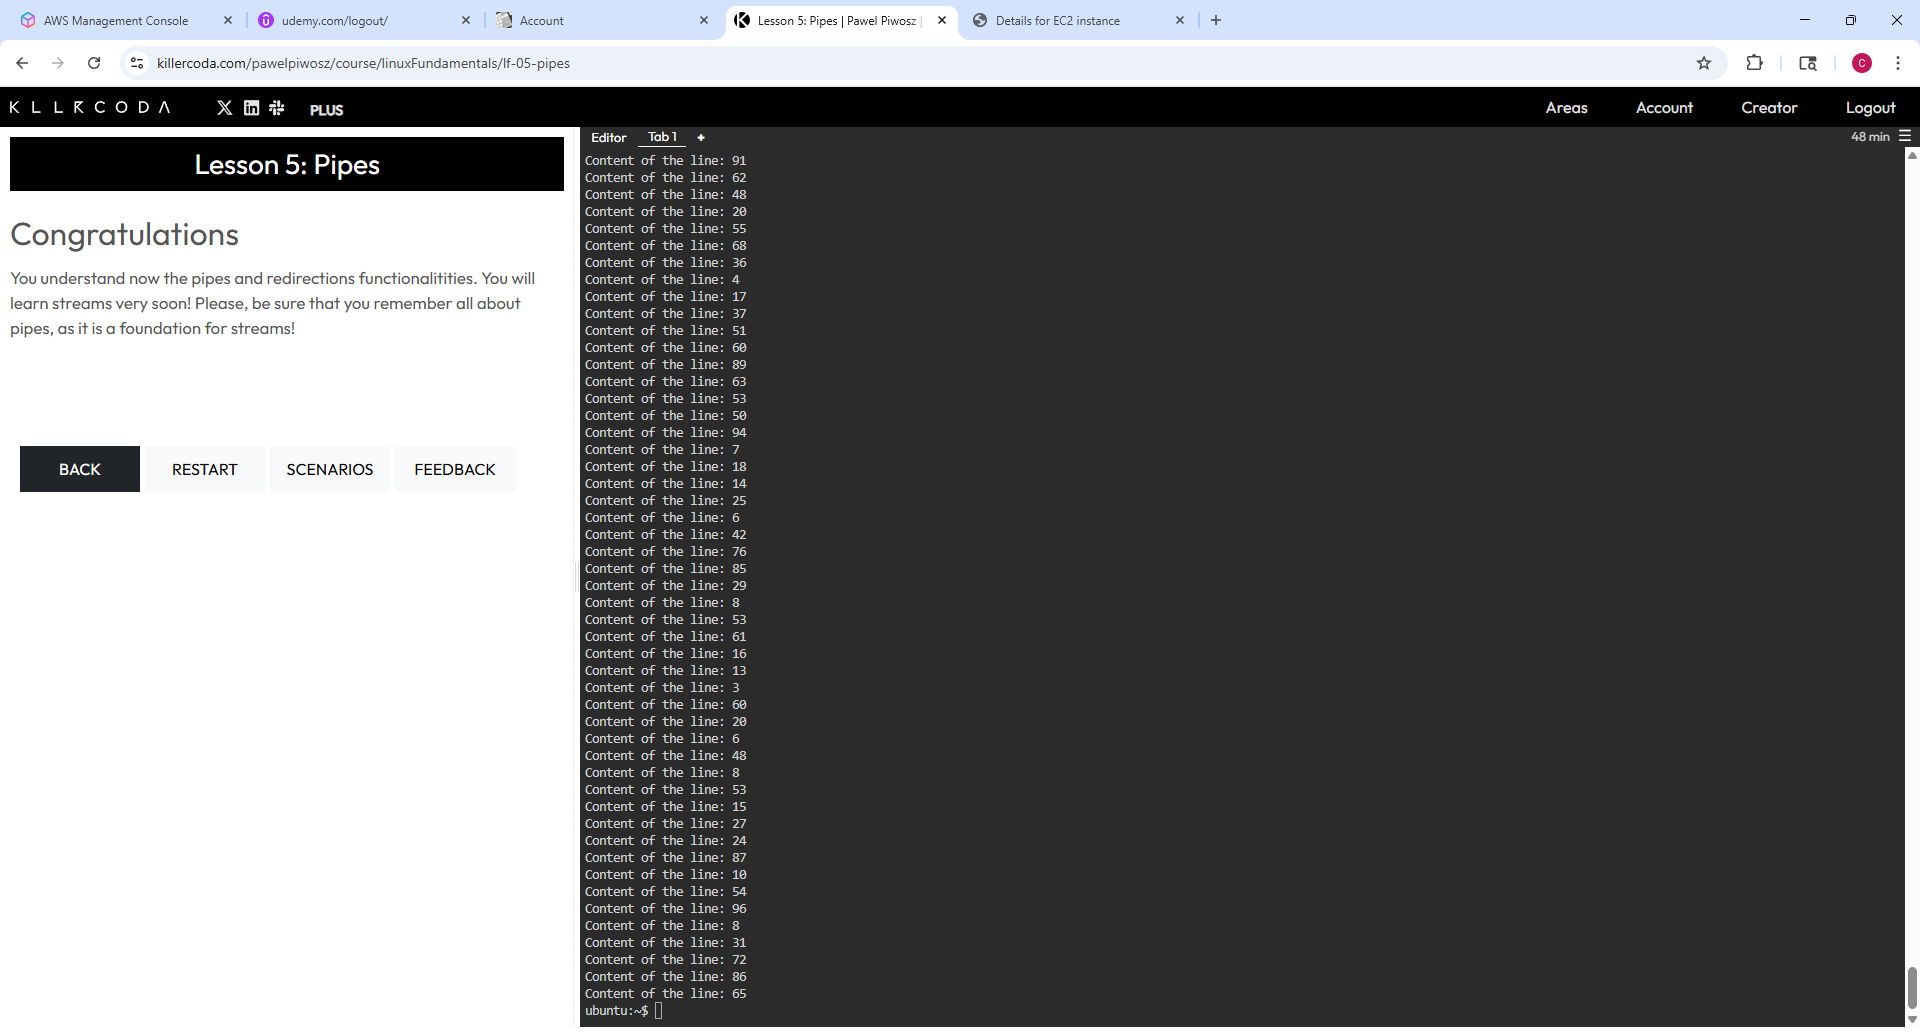 AWS Management Console
udemy.com/logout/
Account
Lesson 5: Pipes | Pawel Piwosz |
Details for EC2 instance
killercoda.com/pawelpiwosz/course/linuxFundamentals/lf-05-pipes
C
PLUS
Areas
Account
Creator
Logout
Lesson 5: Pipes
Congratulations
You understand now the pipes and redirections functionalitities. You will
learn streams very soon! Please, be sure that you remember all about
pipes, as it is a foundation for streams!
BACK
RESTART
SCENARIOS
FEEDBACK
Editor
Tab 1
+
48 min
Content of the line: 91
Content of the line: 62
Content of the line: 48
Content of the line: 20
Content of the line: 55
Content of the line: 68
Content of the line: 36
Content of the line: 4
Content of the line: 17
Content of the line: 37
Content of the line: 51
Content of the line: 60
Content of the line: 89
Content of the line: 63
Content of the line: 53
Content of the line: 50
Content of the line: 94
Content of the line: 7
Content of the line: 18
Content of the line: 14
Content of the line: 25
Content of the line: 6
Content of the line: 42
Content of the line: 76
Content of the line: 85
Content of the line: 29
Content of the line: 8
Content of the line: 53
Content of the line: 61
Content of the line: 16
Content of the line: 13
Content of the line: 3
Content of the line: 60
Content of the line: 20
Content of the line: 6
Content of the line: 48
Content of the line: 8
Content of the line: 53
Content of the line: 15
Content of the line: 27
Content of the line: 24
Content of the line: 87
Content of the line: 10
Content of the line: 54
Content of the line: 96
Content of the line: 8
Content of the line: 31
Content of the line: 72
Content of the line: 86
Content of the line: 65
ubuntu:~$